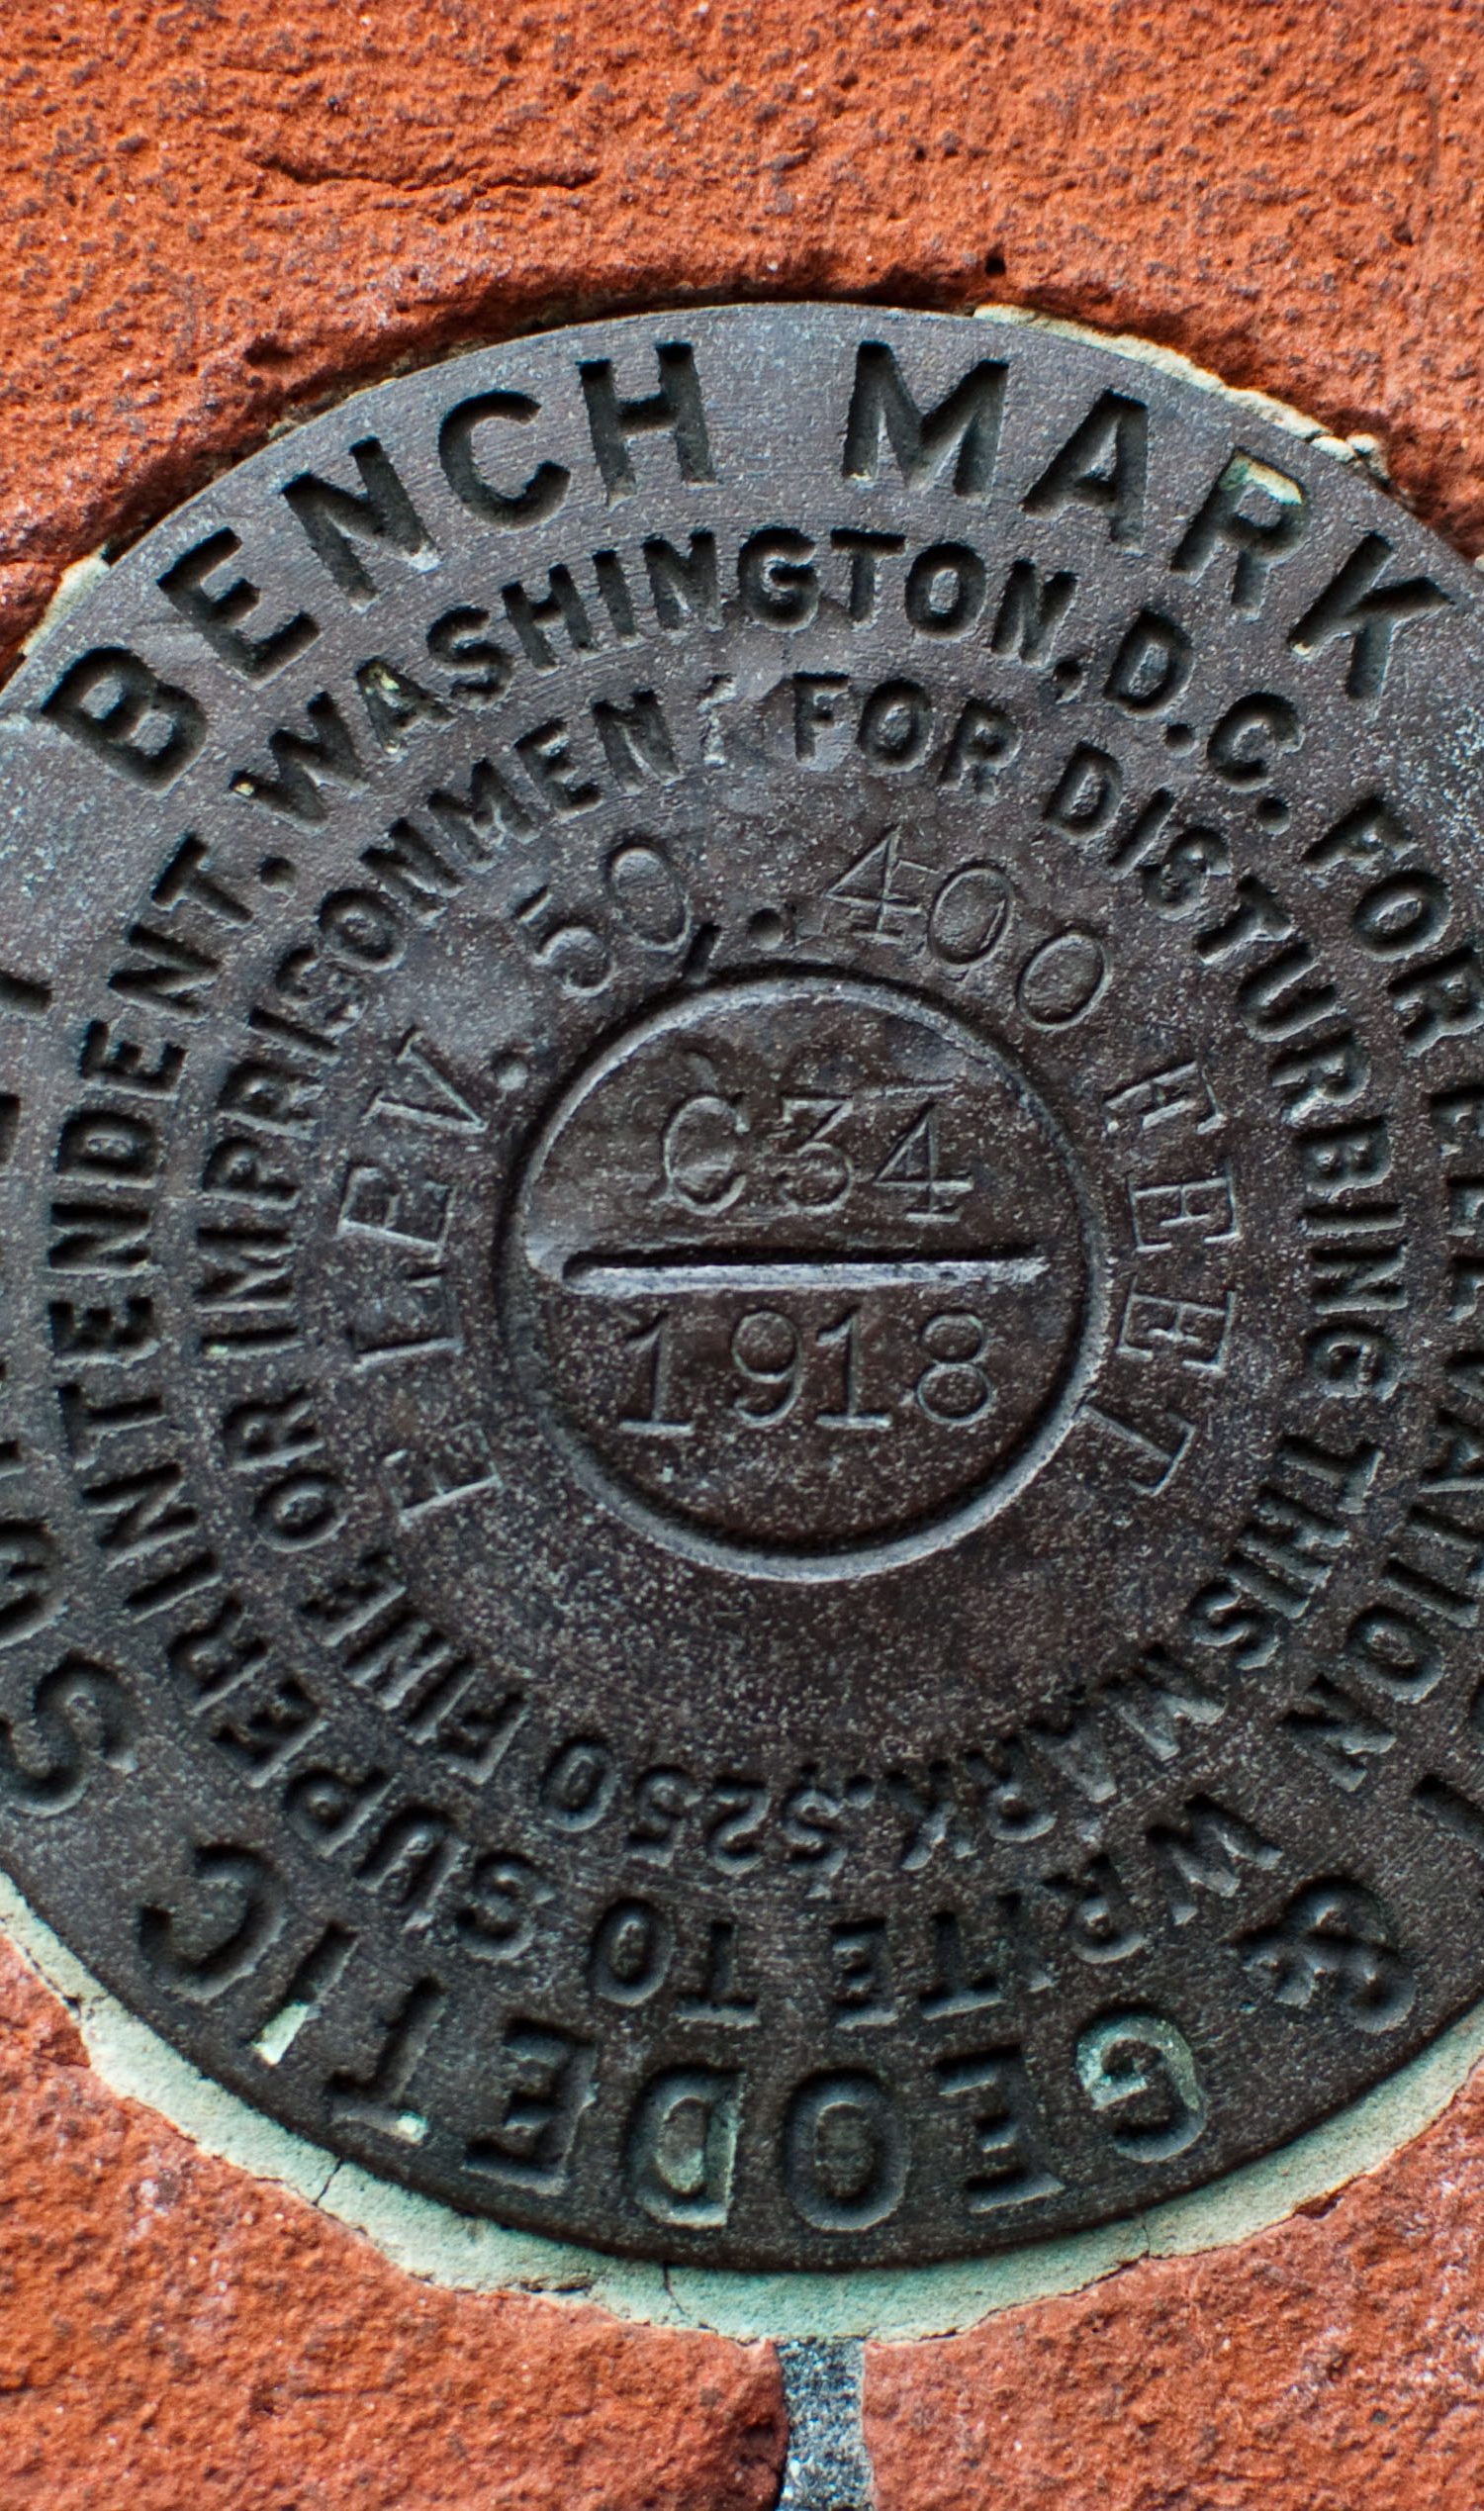 BENCH MARK
& GEODETIC S
WRITE TO SUPERINTENDENT. WASHINGTON, D.C. FOR ELEVATION
$250 FINE OR IMPRISONMENT FOR DISTURBING THIS MARK.
ELEV. 50,.400 FEET
C34
1918